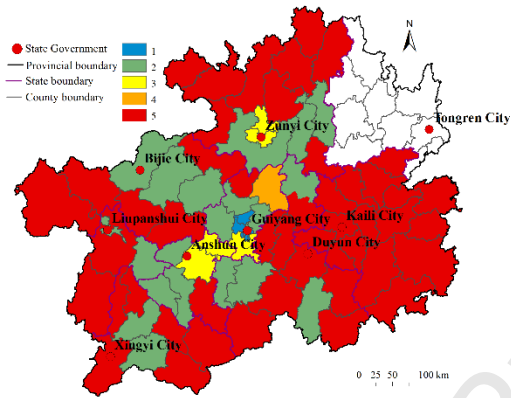 State Government
Provincial boundary
State boundary
County boundary
1
2
3
4
5
N
Zunyi City
Tongren City
Bijie City
Liupanshui City
Guiyang City
Kaili City
Duyun City
Anshun City
Xingyi City
0 25 50 100 km